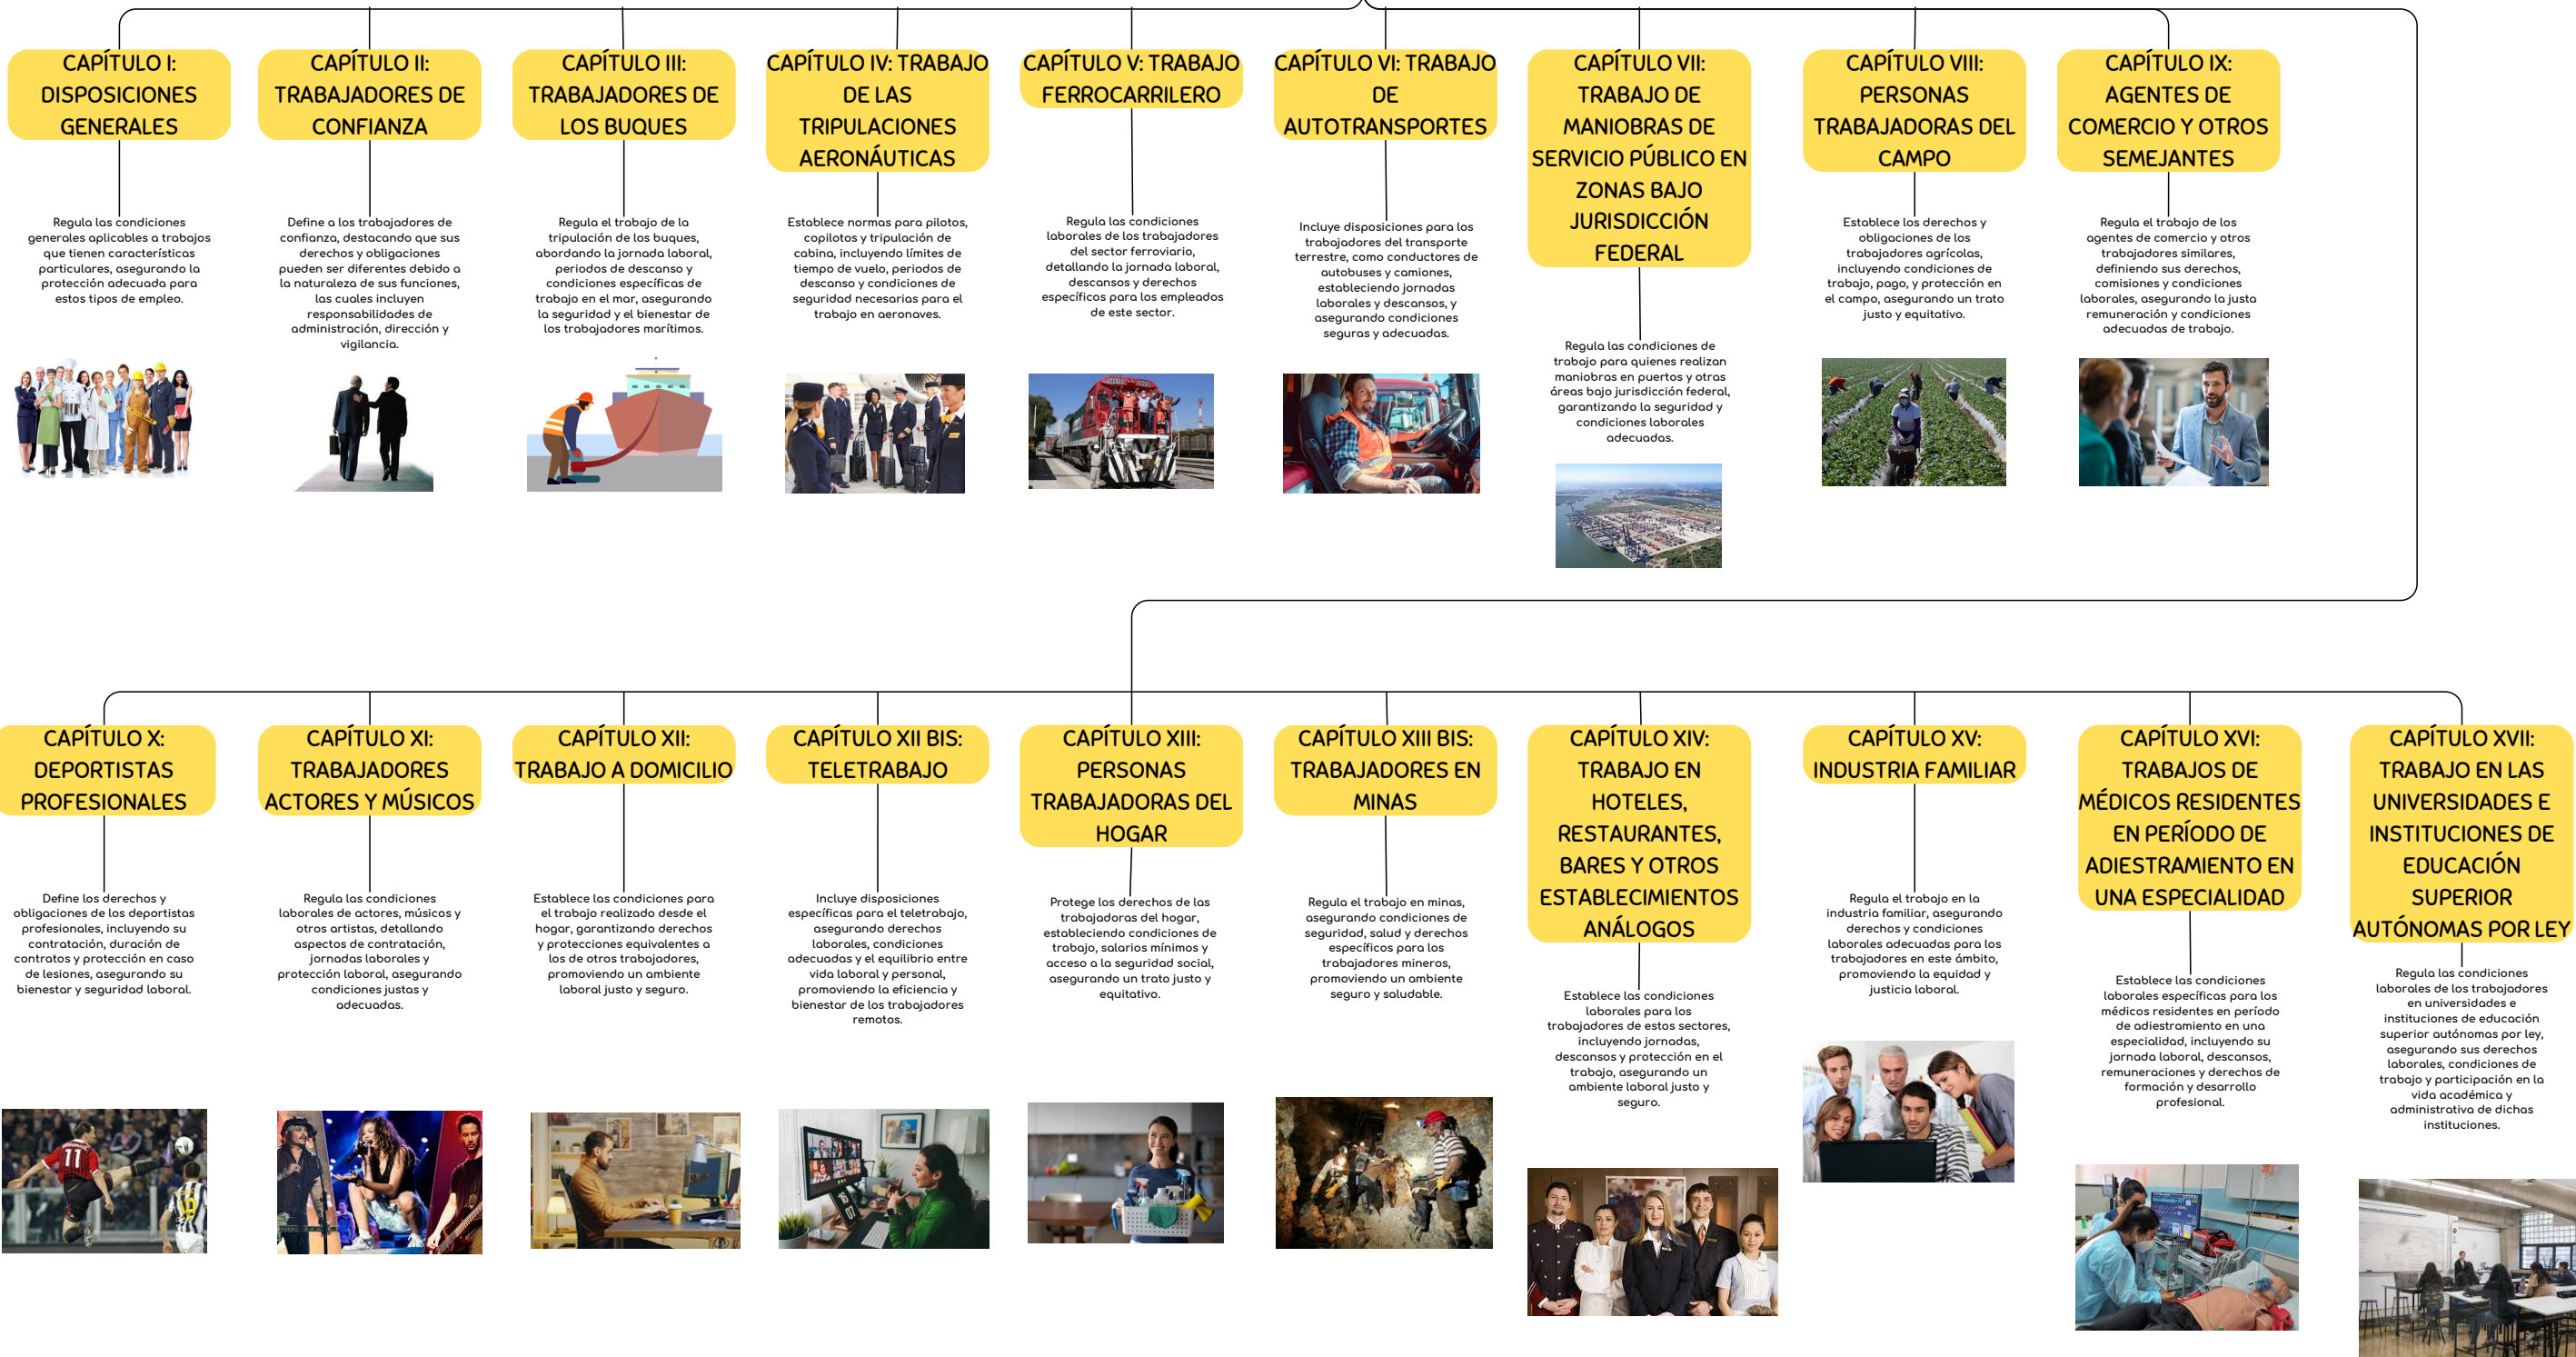 CAPÍTULO I:
DISPOSICIONES
GENERALES
Regula las condiciones
generales aplicables a trabajos
que tienen características
particulares, asegurando la
protección adecuada para
estos tipos de empleo.
CAPÍTULO II:
TRABAJADORES DE
CONFIANZA
Define a los trabajadores de
confianza, destacando que sus
derechos y obligaciones
pueden ser diferentes debido a
la naturaleza de sus funciones,
las cuales incluyen
responsabilidades de
administración, dirección y
vigilancia.
CAPÍTULO III:
TRABAJADORES DE
LOS BUQUES
Regula el trabajo de la
tripulación de los buques,
abordando la jornada laboral,
periodos de descanso y
condiciones específicas de
trabajo en el mar, asegurando
la seguridad y el bienestar de
los trabajadores marítimos.
CAPÍTULO IV: TRABAJO
DE LAS
TRIPULACIONES
AERONÁUTICAS
Establece normas para pilotos,
copilotos y tripulación de
cabina, incluyendo límites de
tiempo de vuelo, periodos de
descanso y condiciones de
seguridad necesarias para el
trabajo en aeronaves.
CAPÍTULO V: TRABAJO
FERROCARRILERO
Regula las condiciones
laborales de los trabajadores
del sector ferroviario,
detallando la jornada laboral,
descansos y derechos
específicos para los empleados
de este sector.
CAPÍTULO VI: TRABAJO
DE
AUTOTRANSPORTES
Incluye disposiciones para los
trabajadores del transporte
terrestre, como conductores de
autobuses y camiones,
estableciendo jornadas
laborales y descansos, y
asegurando condiciones
seguras y adecuadas.
CAPÍTULO VII:
TRABAJO DE
MANIOBRAS DE
SERVICIO PÚBLICO EN
ZONAS BAJO
JURISDICCIÓN
FEDERAL
Regula las condiciones de
trabajo para quienes realizan
maniobras en puertos y otras
áreas bajo jurisdicción federal,
garantizando la seguridad y
condiciones laborales
adecuadas.
CAPÍTULO VIII:
PERSONAS
TRABAJADORAS DEL
CAMPO
Establece los derechos y
obligaciones de los
trabajadores agrícolas,
incluyendo condiciones de
trabajo, pago, y protección en
el campo, asegurando un trato
justo y equitativo.
CAPÍTULO IX:
AGENTES DE
COMERCIO Y OTROS
SEMEJANTES
Regula el trabajo de los
agentes de comercio y otros
trabajadores similares,
definiendo sus derechos,
comisiones y condiciones
laborales, asegurando la justa
remuneración y condiciones
adecuadas de trabajo.
CAPÍTULO X:
DEPORTISTAS
PROFESIONALES
Define los derechos y
obligaciones de los deportistas
profesionales, incluyendo su
contratación, duración de
contratos y protección en caso
de lesiones, asegurando su
bienestar y seguridad laboral.
11
CAPÍTULO XI:
TRABAJADORES
ACTORES Y MÚSICOS
Regula las condiciones
laborales de actores, músicos y
otros artistas, detallando
aspectos de contratación,
jornadas laborales y
protección laboral, asegurando
condiciones justas y
adecuadas.
CAPÍTULO XII:
TRABAJO A DOMICILIO
Establece las condiciones para
el trabajo realizado desde el
hogar, garantizando derechos
y protecciones equivalentes a
los de otros trabajadores,
promoviendo un ambiente
laboral justo y seguro.
CAPÍTULO XII BIS:
TELETRABAJO
Incluye disposiciones
específicas para el teletrabajo,
asegurando derechos
laborales, condiciones
adecuadas y el equilibrio entre
vida laboral y personal,
promoviendo la eficiencia y
bienestar de los trabajadores
remotos.
CAPÍTULO XIII:
PERSONAS
TRABAJADORAS DEL
HOGAR
Protege los derechos de las
trabajadoras del hogar,
estableciendo condiciones de
trabajo, salarios mínimos y
acceso a la seguridad social,
asegurando un trato justo y
equitativo.
CAPÍTULO XIII BIS:
TRABAJADORES EN
MINAS
Regula el trabajo en minas,
asegurando condiciones de
seguridad, salud y derechos
específicos para los
trabajadores mineros,
promoviendo un ambiente
seguro y saludable.
CAPÍTULO XIV:
TRABAJO EN
HOTELES,
RESTAURANTES,
BARES Y OTROS
ESTABLECIMIENTOS
ANÁLOGOS
Establece las condiciones
laborales para los
trabajadores de estos sectores,
incluyendo jornadas,
descansos y protección en el
trabajo, asegurando un
ambiente laboral justo y
seguro.
CAPÍTULO XV:
INDUSTRIA FAMILIAR
Regula el trabajo en la
industria familiar, asegurando
derechos y condiciones
laborales adecuadas para los
trabajadores en este ámbito,
promoviendo la equidad y
justicia laboral.
CAPÍTULO XVI:
TRABAJOS DE
MÉDICOS RESIDENTES
EN PERÍODO DE
ADIESTRAMIENTO EN
UNA ESPECIALIDAD
Establece las condiciones
laborales específicas para los
médicos residentes en período
de adiestramiento en una
especialidad, incluyendo su
jornada laboral, descansos,
remuneraciones y derechos de
formación y desarrollo
profesional.
CAPÍTULO XVII:
TRABAJO EN LAS
UNIVERSIDADES E
INSTITUCIONES DE
EDUCACIÓN
SUPERIOR
AUTÓNOMAS POR LEY
Regula las condiciones
laborales de los trabajadores
en universidades e
instituciones de educación
superior autónomas por ley,
asegurando sus derechos
laborales, condiciones de
trabajo y participación en la
vida académica y
administrativa de dichas
instituciones.